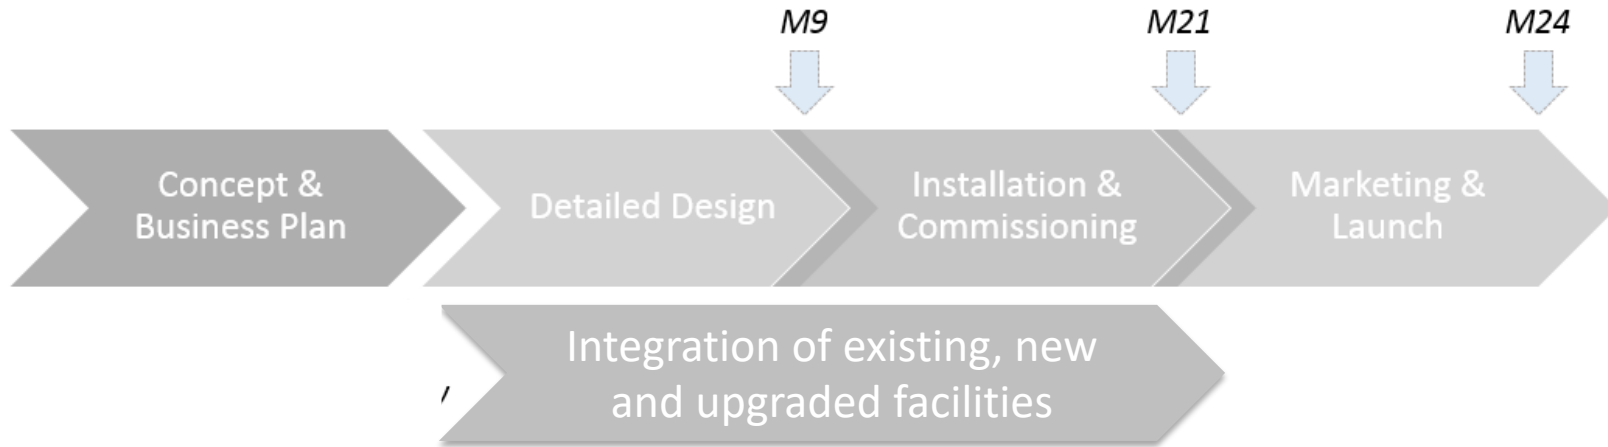 M9
M21
M24
Concept &
Business Plan
Detailed Design
Installation &
Commissioning
Marketing &
Launch
Integration of existing, new
and upgraded facilities